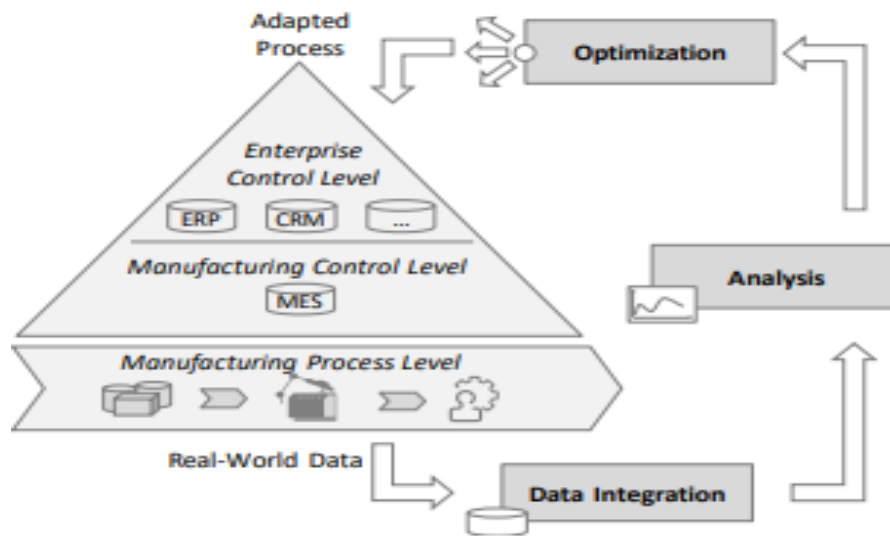 Adapted
Process
Optimization
Enterprise
Control Level
ERP
CRM
...
Manufacturing Control Level
MES
Analysis
Manufacturing Process Level
Real-World Data
Data Integration